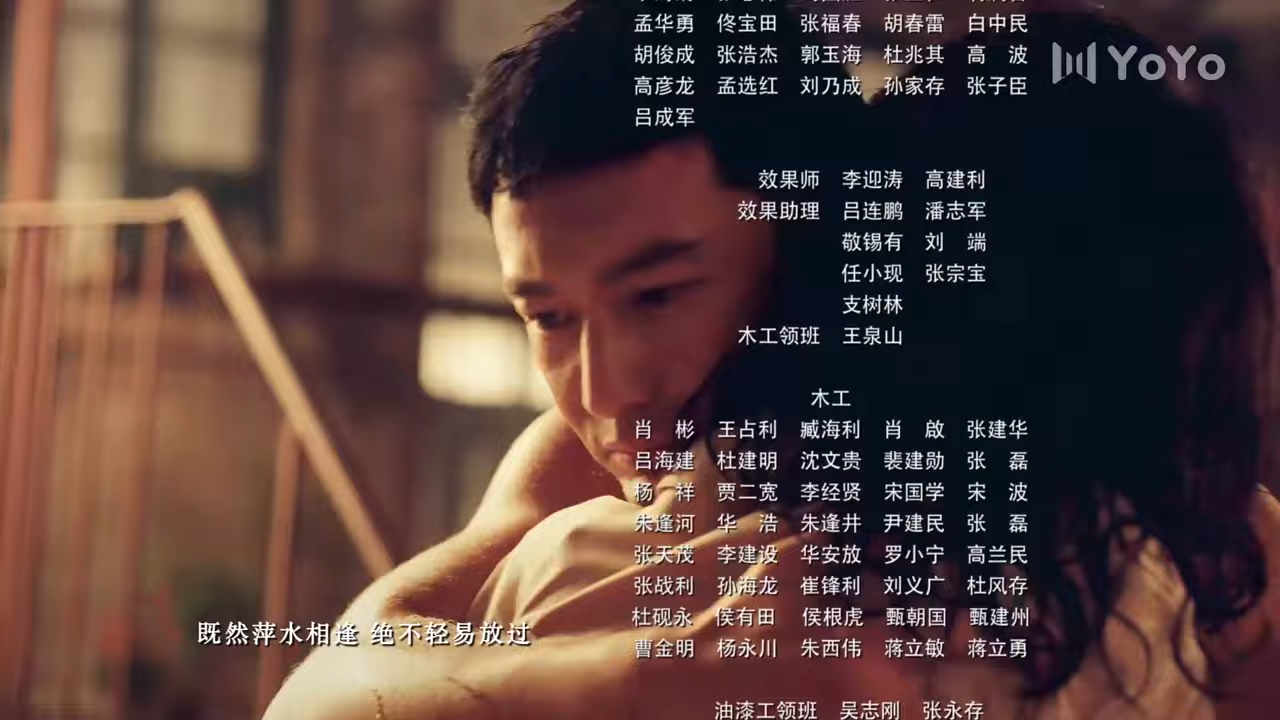 孟华勇 佟宝田 张福春 胡春雷 白中民
胡俊成 张浩杰 郭玉海 杜兆其 高 波
YoYo
高彦龙 孟选红 刘乃成 孙家存 张子臣
吕成军
效果师 李迎涛 高建利
效果助理 吕连鹏 潘志军
敬锡有 刘 端
任小现 张宗宝
支树林
木工领班 王泉山
木工
肖 彬 王占利 臧海利 肖 啟 张建华
吕海建 杜建明 沈文贵 裴建勋 张 磊
杨 祥 贾二宽 李经贤 宋国学 宋 波
朱逢河 华 浩 朱逢井 尹建民 张 磊
张天茂 李建设 华安放 罗小宁 高兰民
张战利 孙海龙 崔锋利 刘义广 杜风存
杜砚永 侯有田 侯根虎 甄朝国 甄建州
既然萍水相逢 绝不轻易放过
曹金明 杨永川 朱西伟 蒋立敏 蒋立勇
油漆工领班 吴志刚 张永存